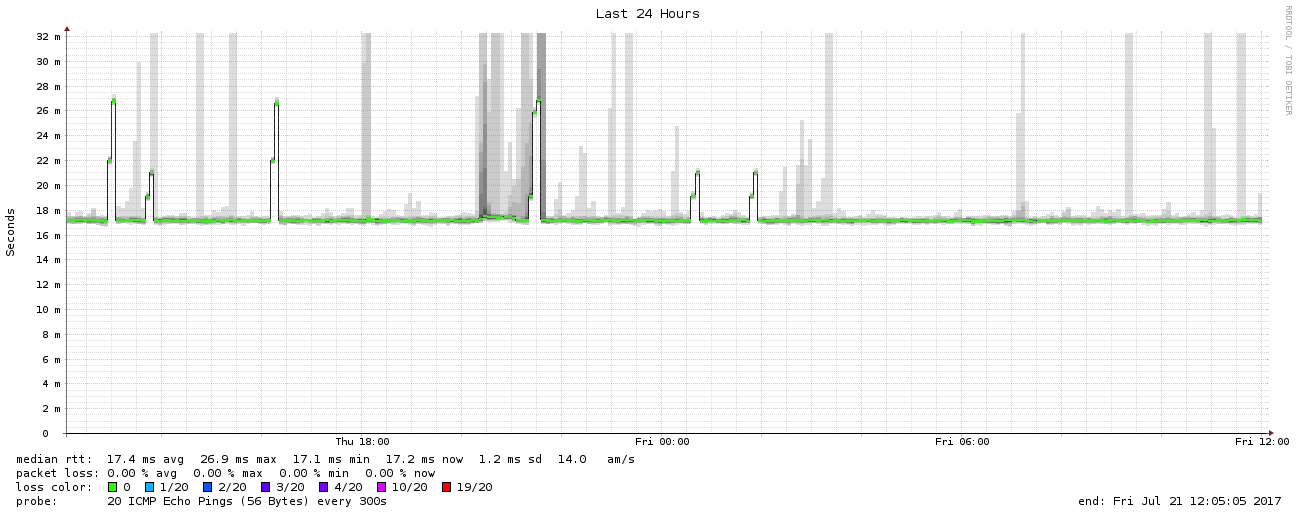 Last 24 Hours
RRDTOOL / TOBI OETIKER
Seconds
32 m
30 m
28 m
26 m
24 m
22 m
20 m
18 m
16 m
14 m
12 m
10 m
8 m
6 m
4 m
2 m
0
Thu 18:00 Fri 00:00 Fri 06:00 Fri 12:00
median rtt: 17.4 ms avg 26.9 ms max 17.1 ms min 17.2 ms now 1.2 ms sd 14.0 am/s
packet loss: 0.00 % avg 0.00 % max 0.00 % min 0.00 % now
loss color: 0 1/20 2/20 3/20 4/20 10/20 19/20
probe: 20 ICMP Echo Pings (56 Bytes) every 300s end: Fri Jul 21 12:05:05 2017